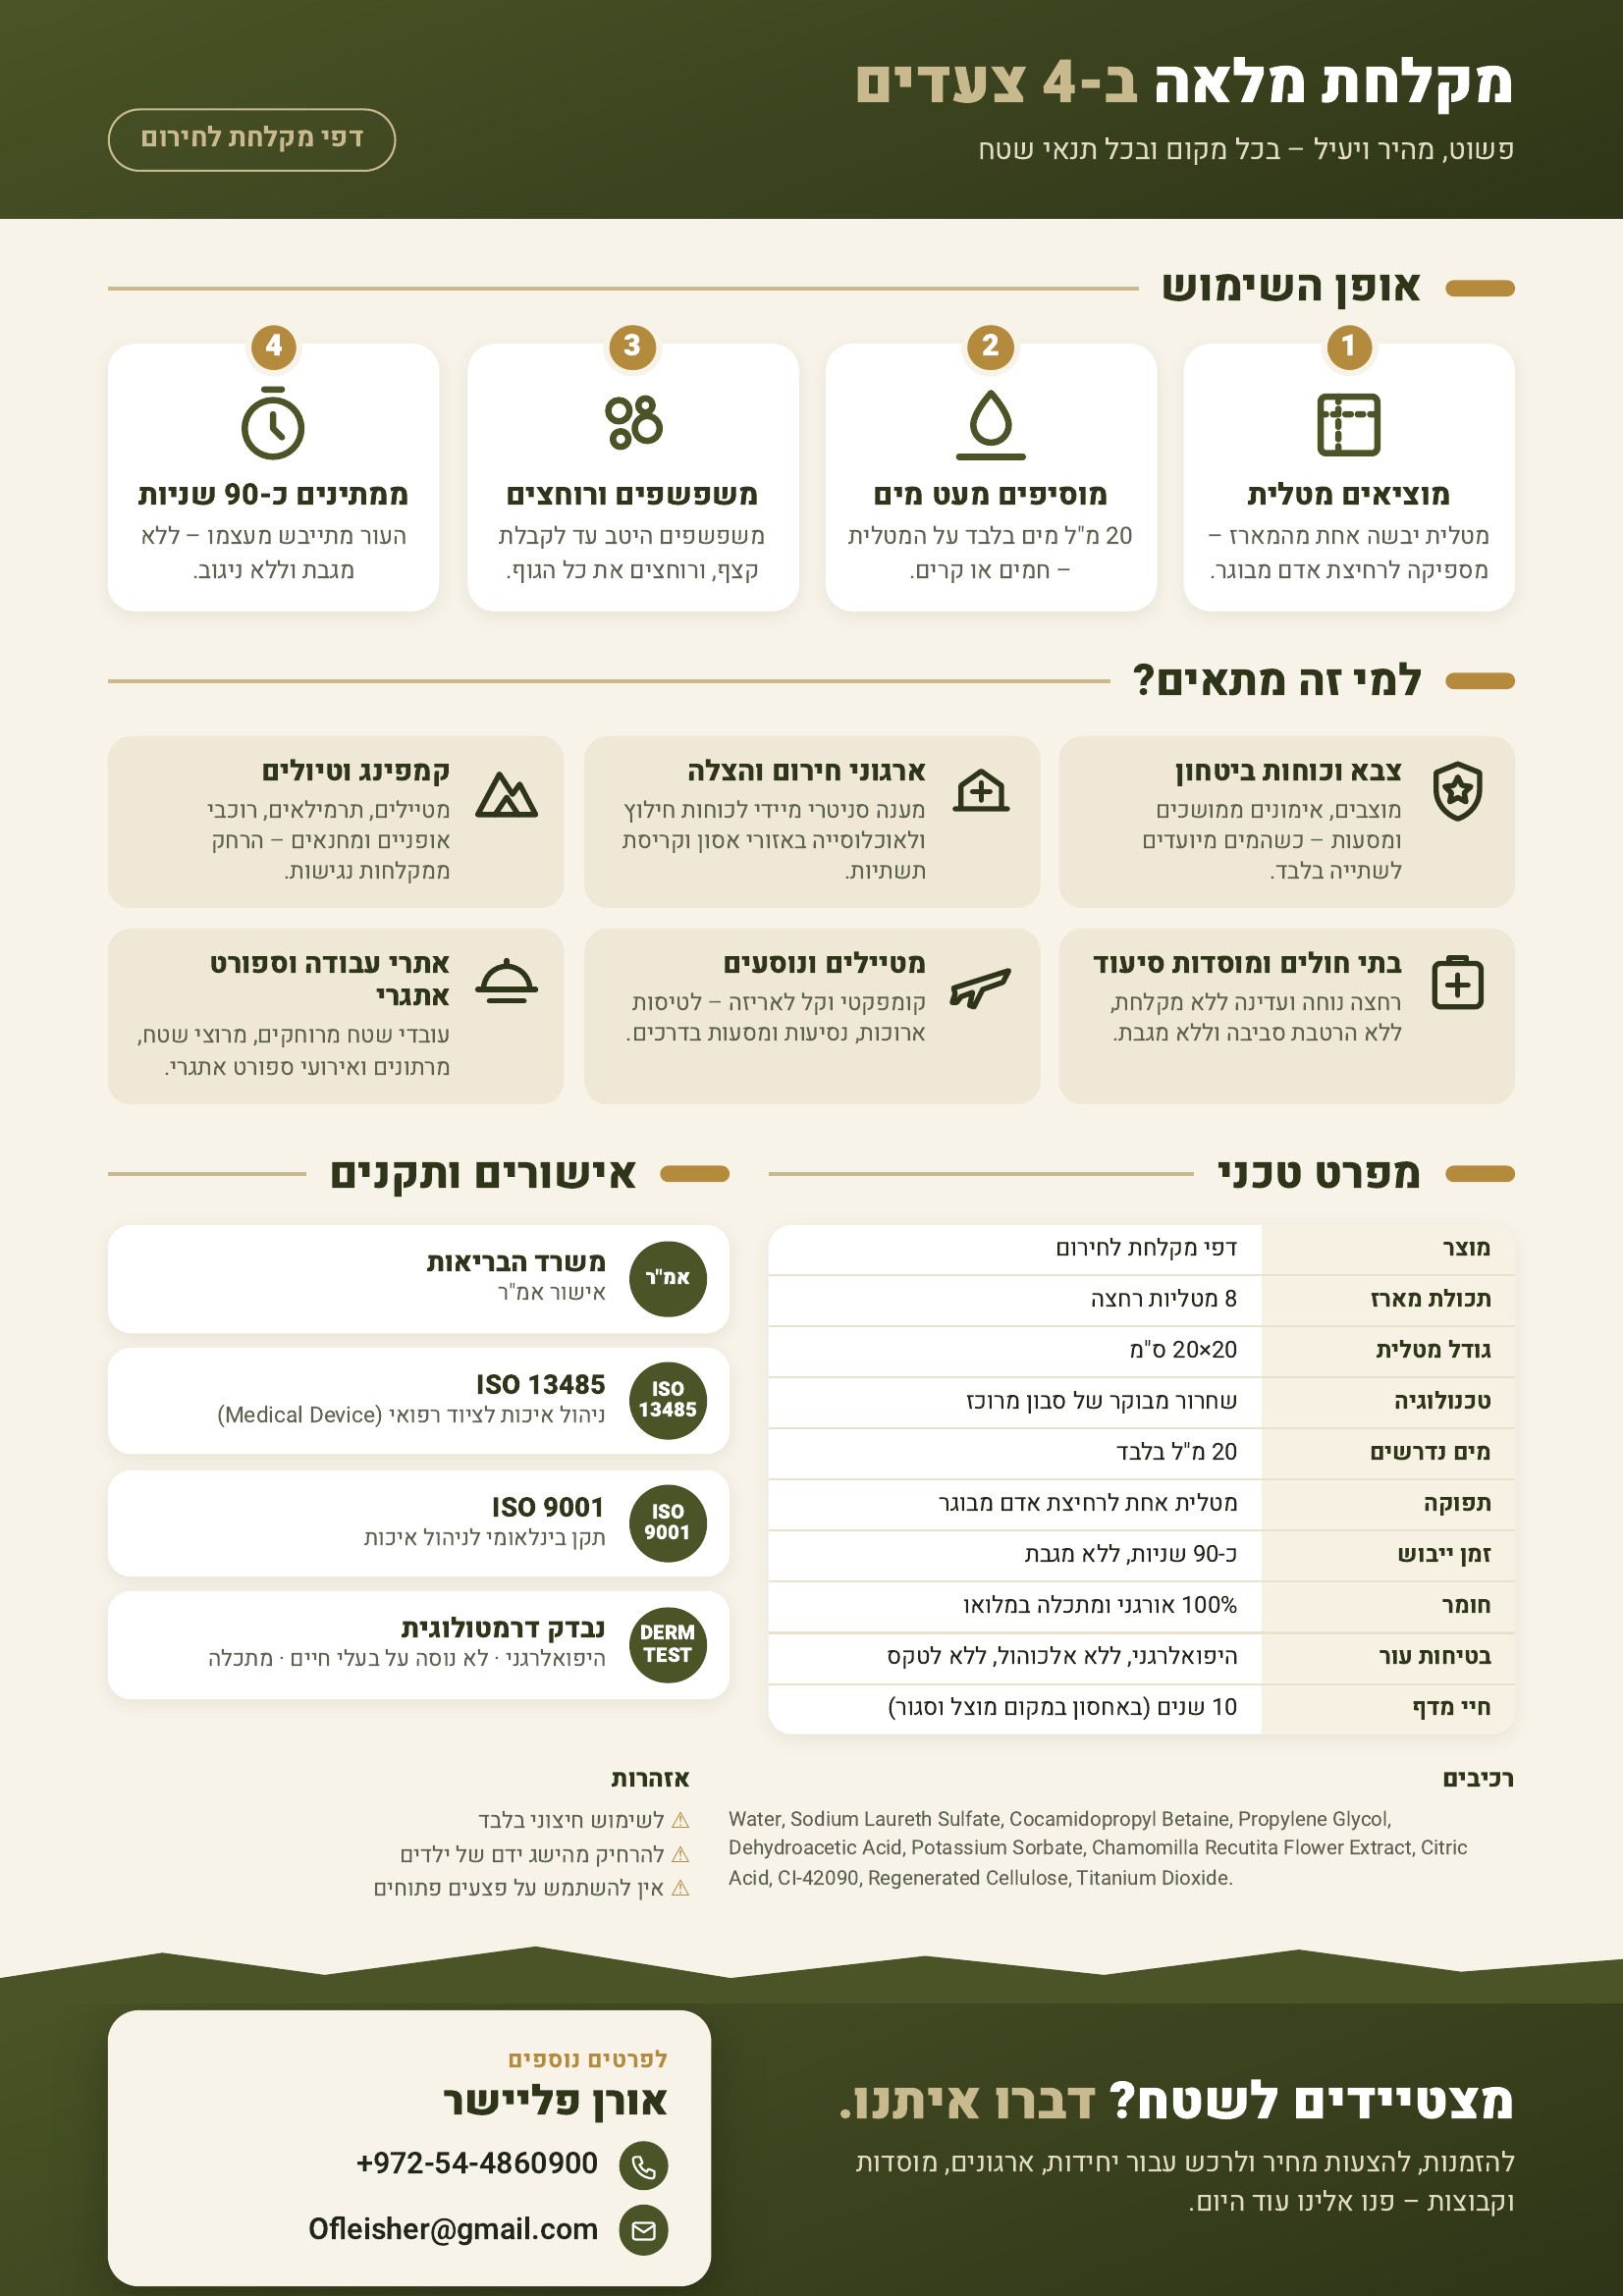 מקלחת מלאה ב-4 צעדים
פשוט, מהיר ויעיל – בכל מקום ובכל תנאי שטח
דפי מקלחת לחירום
אופן השימוש
1
מוציאים מטלית
מטלית יבשה אחת מהמארז –
מספיקה לרחיצת אדם מבוגר.
2
מוסיפים מעט מים
20 מ"ל מים בלבד על המטלית
– חמים או קרים.
3
משפשפים ורוחצים
משפשפים היטב עד לקבלת
קצף, ורוחצים את כל הגוף.
4
ממתינים כ-90 שניות
העור מתייבש מעצמו – ללא
מגבת וללא ניגוב.
למי זה מתאים?
צבא וכוחות ביטחון
מוצבים, אימונים ממושכים
ומסעות – כשהמים מיועדים
לשתייה בלבד.
ארגוני חירום והצלה
מענה סניטרי מיידי לכוחות חילוץ
ולאוכלוסייה באזורי אסון וקריסת
תשתיות.
קמפינג וטיולים
מטיילים, תרמילאים, רוכבי
אופניים ומחנאים – הרחק
ממקלחות נגישות.
בתי חולים ומוסדות סיעוד
רחצה נוחה ועדינה ללא מקלחת,
ללא הרטבת סביבה וללא מגבת.
מטיילים ונוסעים
קומפקטי וקל לאריזה – לטיסות
ארוכות, נסיעות ומסעות בדרכים.
אתרי עבודה וספורט
אתגרי
עובדי שטח מרוחקים, מרוצי שטח,
מרתונים ואירועי ספורט אתגרי.
מפרט טכני
מוצר דפי מקלחת לחירום
תכולת מארז 8 מטליות רחצה
גודל מטלית 20×20 ס"מ
טכנולוגיה שחרור מבוקר של סבון מרוכז
מים נדרשים 20 מ"ל בלבד
תפוקה מטלית אחת לרחיצת אדם מבוגר
זמן ייבוש כ-90 שניות, ללא מגבת
חומר 100% אורגני ומתכלה במלואו
בטיחות עור היפואלרגני, ללא אלכוהול, ללא לטקס
חיי מדף 10 שנים (באחסון במקום מוצל וסגור)
אישורים ותקנים
אמ"ר
משרד הבריאות
אישור אמ"ר
ISO
13485
ISO 13485
ניהול איכות לציוד רפואי (Medical Device)
ISO
9001
ISO 9001
תקן בינלאומי לניהול איכות
DERM
TEST
נבדק דרמטולוגית
היפואלרגני · לא נוסה על בעלי חיים · מתכלה
רכיבים
Water, Sodium Laureth Sulfate, Cocamidopropyl Betaine, Propylene Glycol,
Dehydroacetic Acid, Potassium Sorbate, Chamomilla Recutita Flower Extract, Citric
Acid, CI-42090, Regenerated Cellulose, Titanium Dioxide.
אזהרות
⚠ לשימוש חיצוני בלבד
⚠ להרחיק מהישג ידם של ילדים
⚠ אין להשתמש על פצעים פתוחים
מצטיידים לשטח? דברו איתנו.
להזמנות, להצעות מחיר ולרכש עבור יחידות, ארגונים, מוסדות
וקבוצות – פנו אלינו עוד היום.
לפרטים נוספים
אורן פליישר
+972-54-4860900
Ofleisher@gmail.com